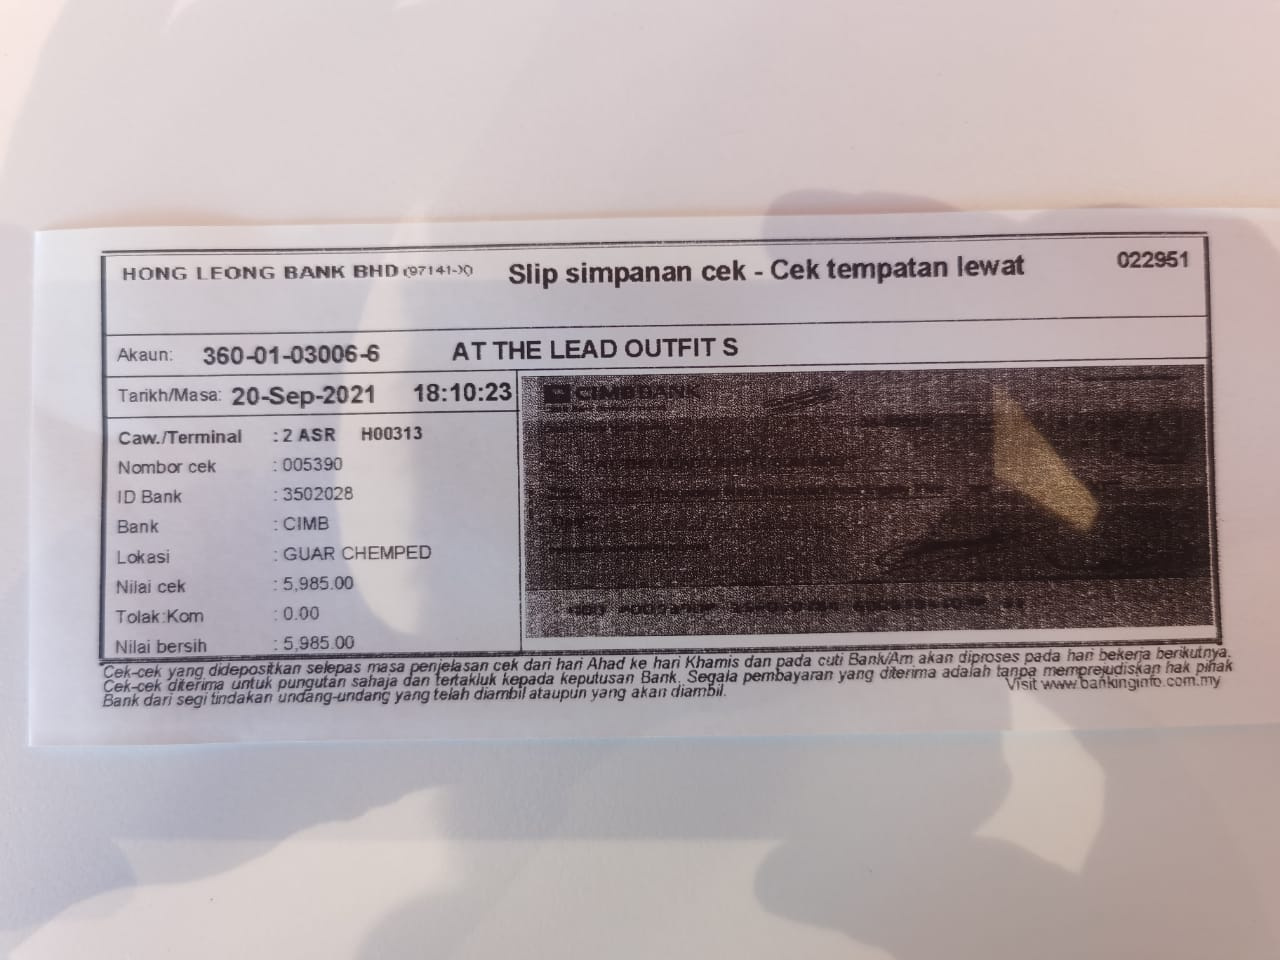 HONG LEONG BANK BHD (97141-X) Slip simpanan cek - Cek tempatan lewat 022951
Akaun: 360-01-03006-6 AT THE LEAD OUTFIT S
Tarikh/Masa: 20-Sep-2021 18:10:23
Caw./Terminal : 2 ASR H00313
Nombor cek : 005390
ID Bank : 3502028
Bank : CIMB
Lokasi : GUAR CHEMPED
Nilai cek : 5,985.00
Tolak:Kom : 0.00
Nilai bersih : 5,985.00
CIMB BANK
Cek-cek yang didepositkan selepas masa penjelasan cek dari hari Ahad ke hari Khamis dan pada cuti Bank/Am akan diproses pada hari bekerja berikutnya.
Cek-cek diterima untuk pungutan sahaja dan tertakluk kepada keputusan Bank. Segala pembayaran yang diterima adalah tanpa memprejudiskan hak pihak
Bank dari segi tindakan undang-undang yang telah diambil ataupun yang akan diambil.
Visit www.bankinginfo.com.my